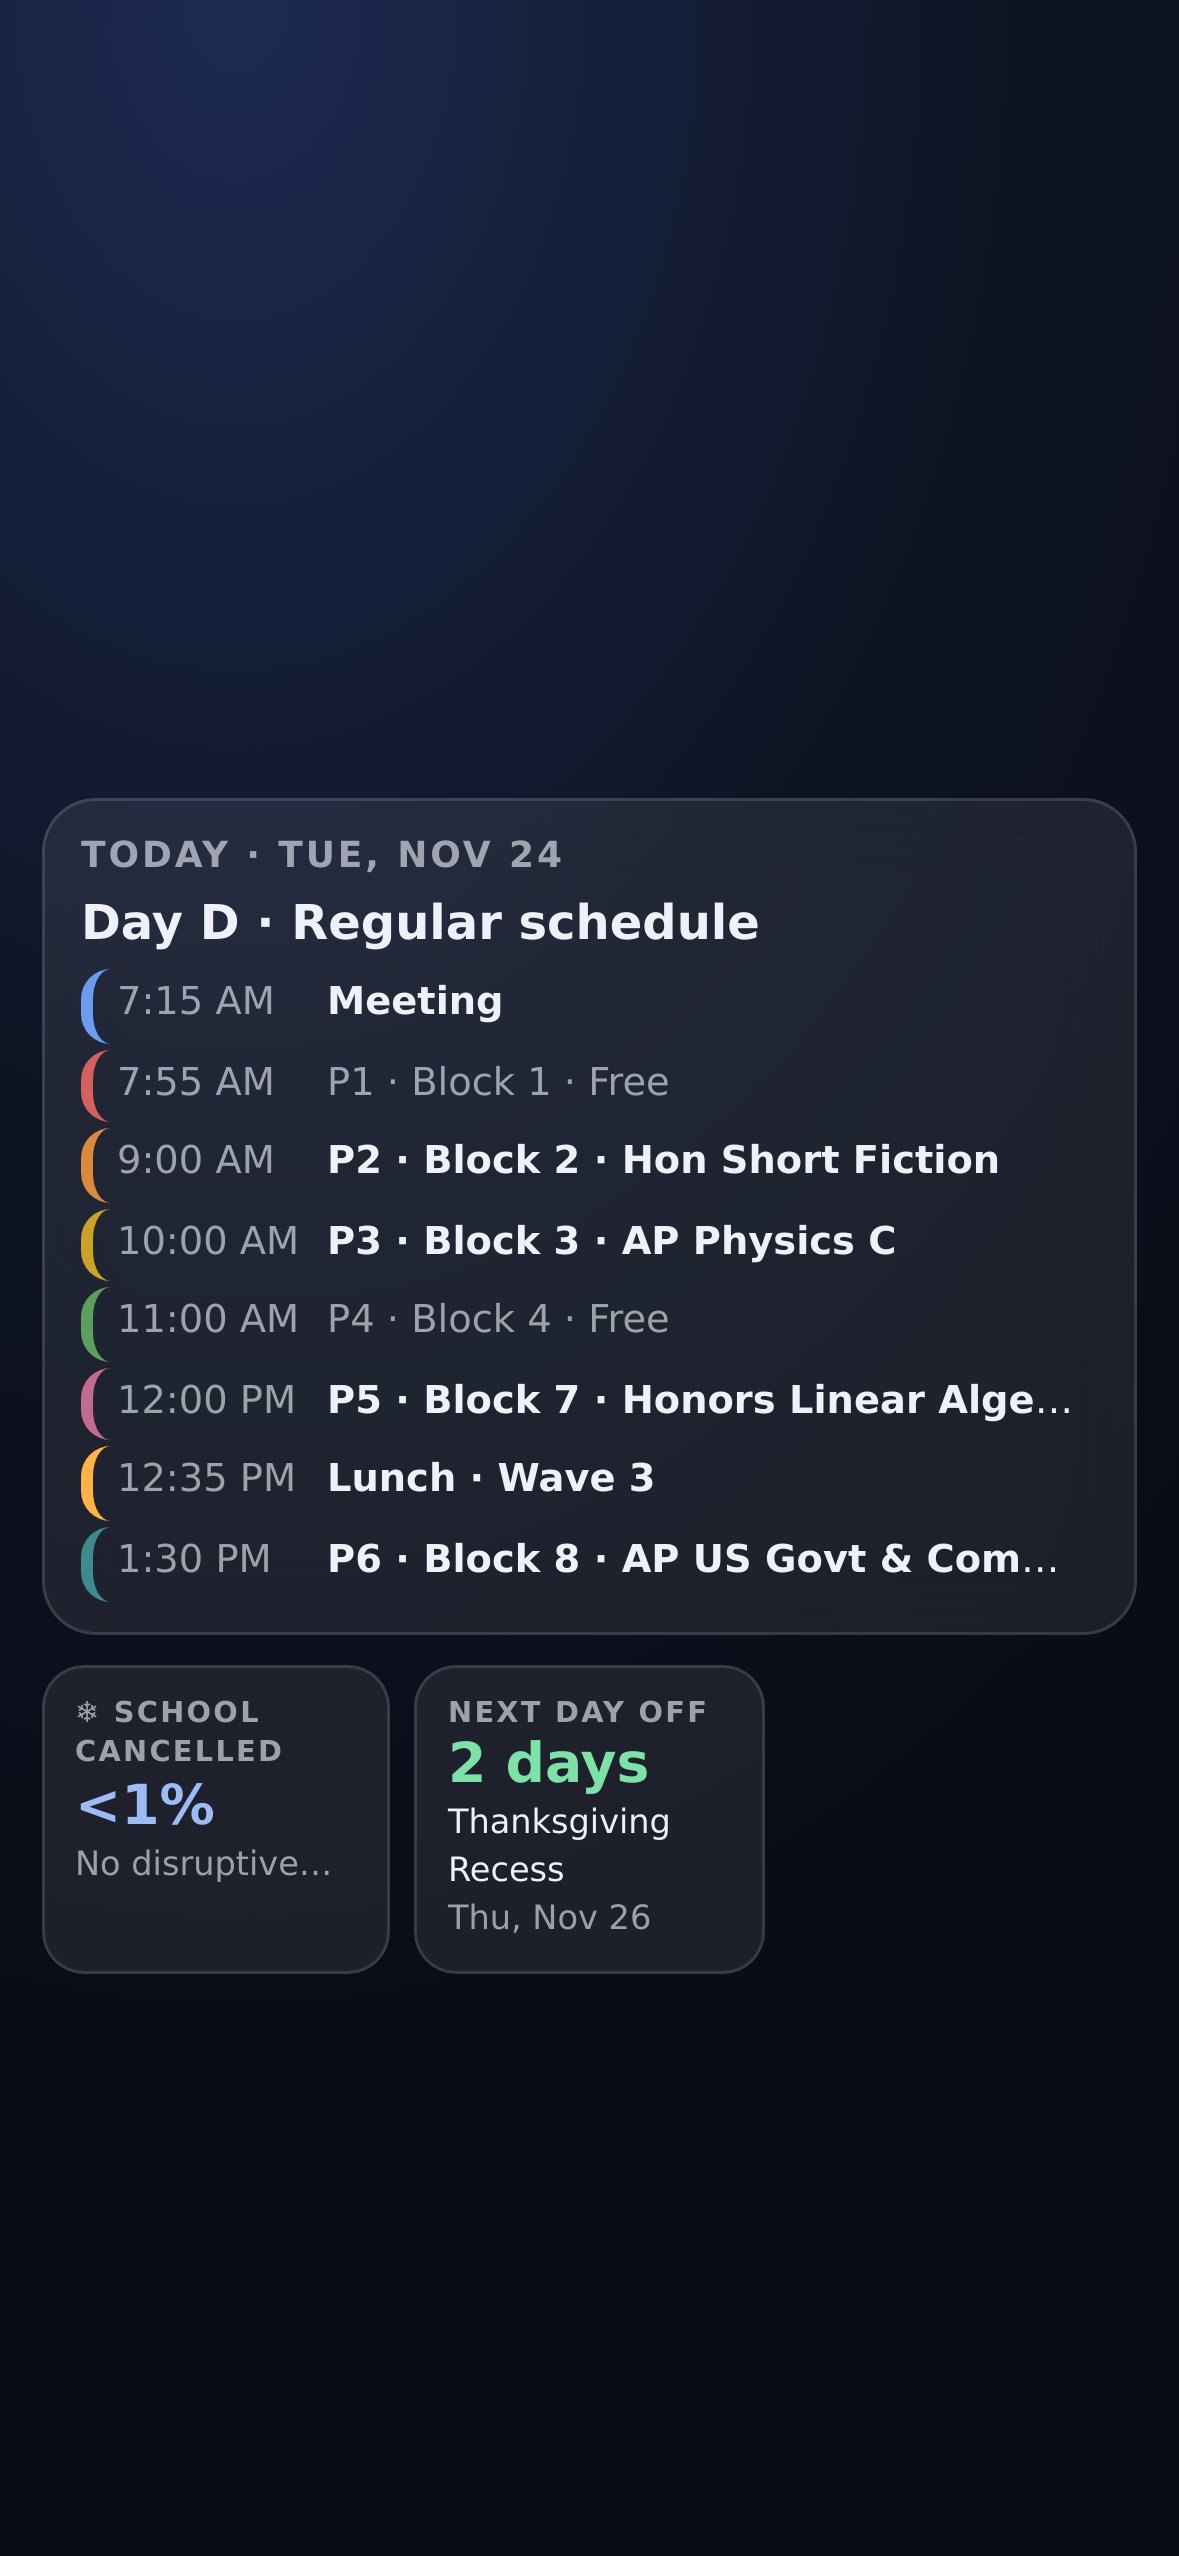 TODAY · TUE, NOV 24
Day D · Regular schedule
7:15 AM Meeting
7:55 AM P1 · Block 1 · Free
9:00 AM P2 · Block 2 · Hon Short Fiction
10:00 AM P3 · Block 3 · AP Physics C
11:00 AM P4 · Block 4 · Free
12:00 PM P5 · Block 7 · Honors Linear Alge...
12:35 PM Lunch · Wave 3
1:30 PM P6 · Block 8 · AP US Govt & Com...
❄ SCHOOL
CANCELLED
<1%
No disruptive...
NEXT DAY OFF
2 days
Thanksgiving
Recess
Thu, Nov 26